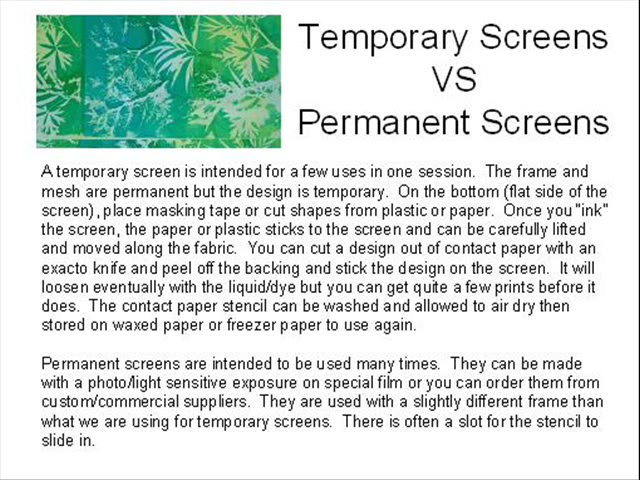 Temporary Screens
VS
Permanent Screens
A temporary screen is intended for a few uses in one session.  The frame and
mesh are permanent but the design is temporary.  On the bottom (flat side of the
screen), place masking tape or cut shapes from plastic or paper.  Once you "ink"
the screen, the paper or plastic sticks to the screen and can be carefully lifted
and moved along the fabric.  You can cut a design out of contact paper with an
exacto knife and peel off the backing and stick the design on the screen.  It will
loosen eventually with the liquid/dye but you can get quite a few prints before it
does.  The contact paper stencil can be washed and allowed to air dry then
stored on waxed paper or freezer paper to use again.
Permanent screens are intended to be used many times.  They can be made
with a photo/light sensitive exposure on special film or you can order them from
custom/commercial suppliers.  They are used with a slightly different frame than
what we are using for temporary screens.  There is often a slot for the stencil to
slide in.